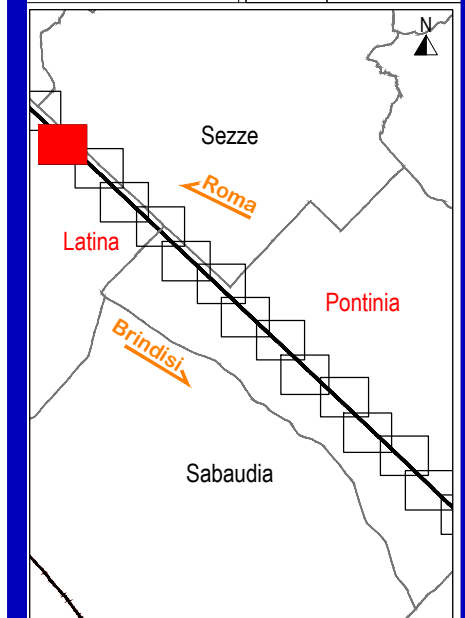 N
Sezze
Roma
Latina
Pontinia
Brindisi
Sabaudia